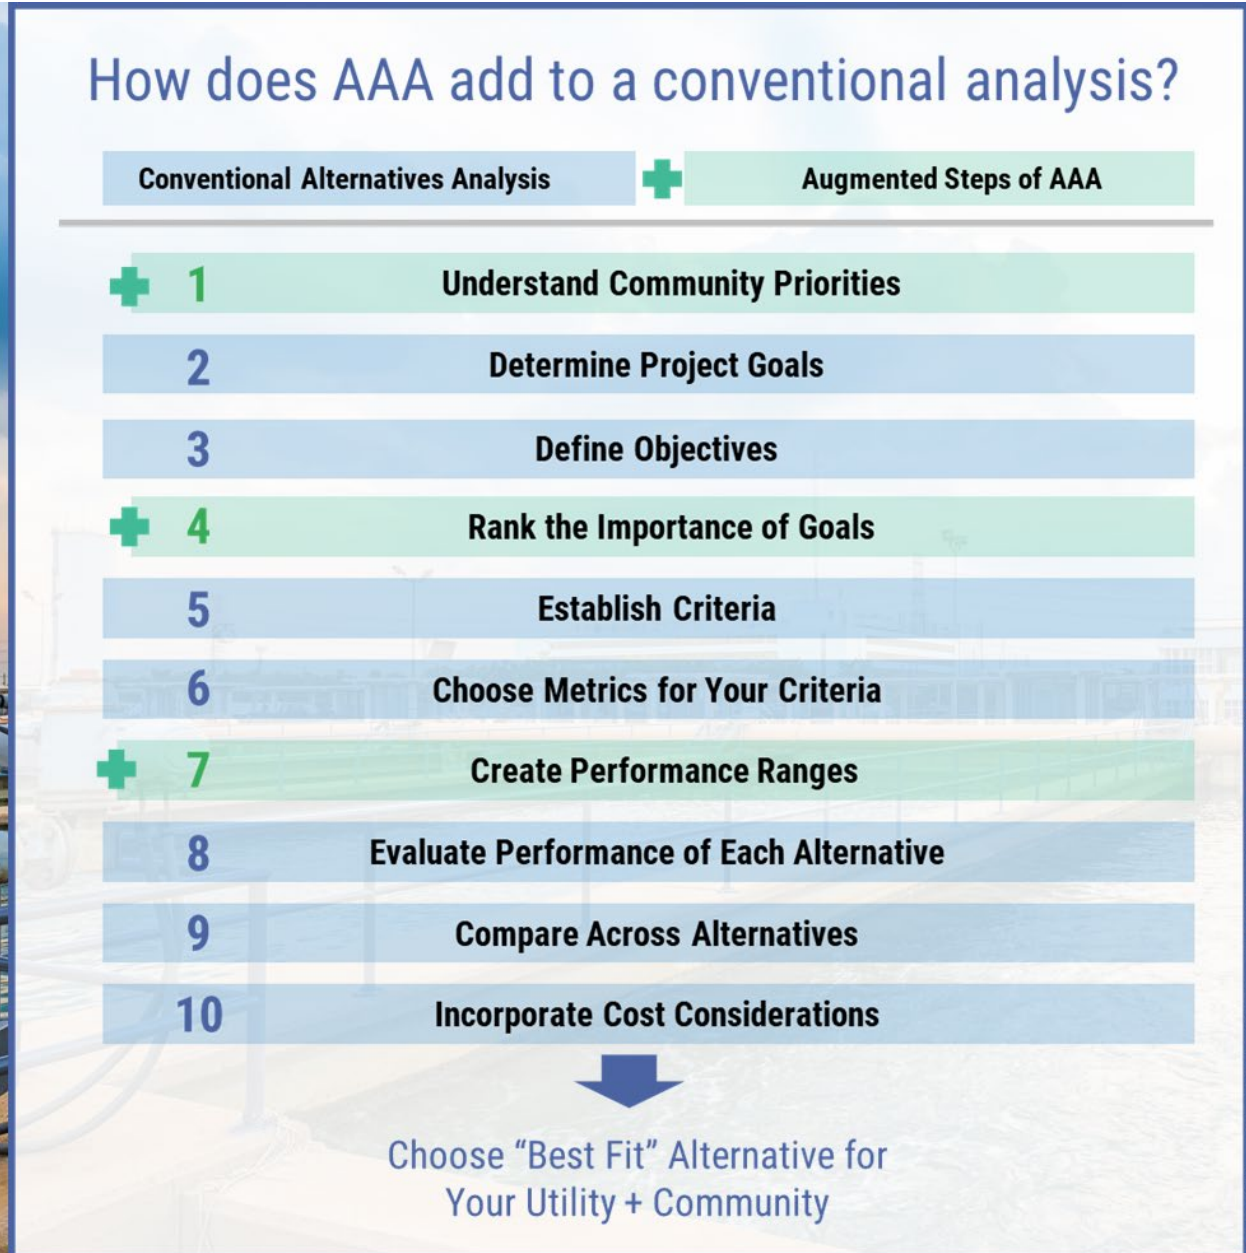 How does AAA add to a conventional analysis?
Conventional Alternatives Analysis
Augmented Steps of AAA
1 Understand Community Priorities
2 Determine Project Goals
3 Define Objectives
4 Rank the Importance of Goals
5 Establish Criteria
6 Choose Metrics for Your Criteria
7 Create Performance Ranges
8 Evaluate Performance of Each Alternative
9 Compare Across Alternatives
10 Incorporate Cost Considerations
Choose “Best Fit” Alternative for
Your Utility + Community